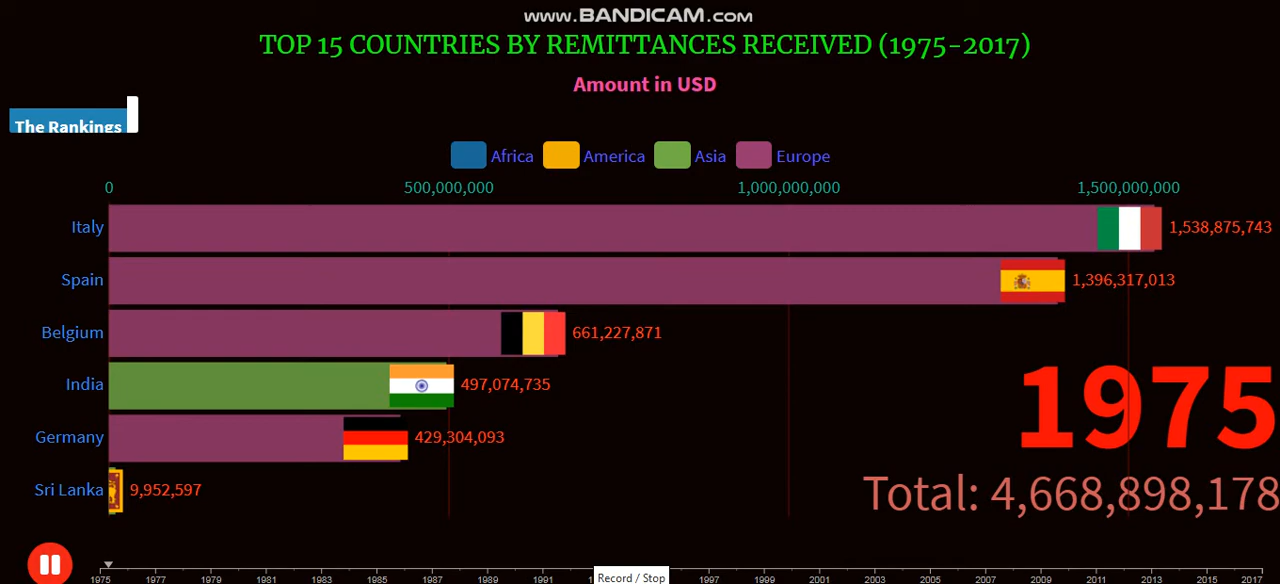 www.BANDICAM.com
TOP 15 COUNTRIES BY REMITTANCES RECEIVED (1975-2017)
Amount in USD
The Rankings
Africa America Asia Europe
0 500,000,000 1,000,000,000 1,500,000,000
Italy 1,538,875,743
Spain 1,396,317,013
Belgium 661,227,871
India 497,074,735
Germany 429,304,093
Sri Lanka 9,952,597
1975
Total: 4,668,898,178
1975 1977 1979 1981 1983 1985 1987 1989 1991 1997 1999 2001 2003 2005 2007 2009 2011 2013 2015 2017
Record / Stop